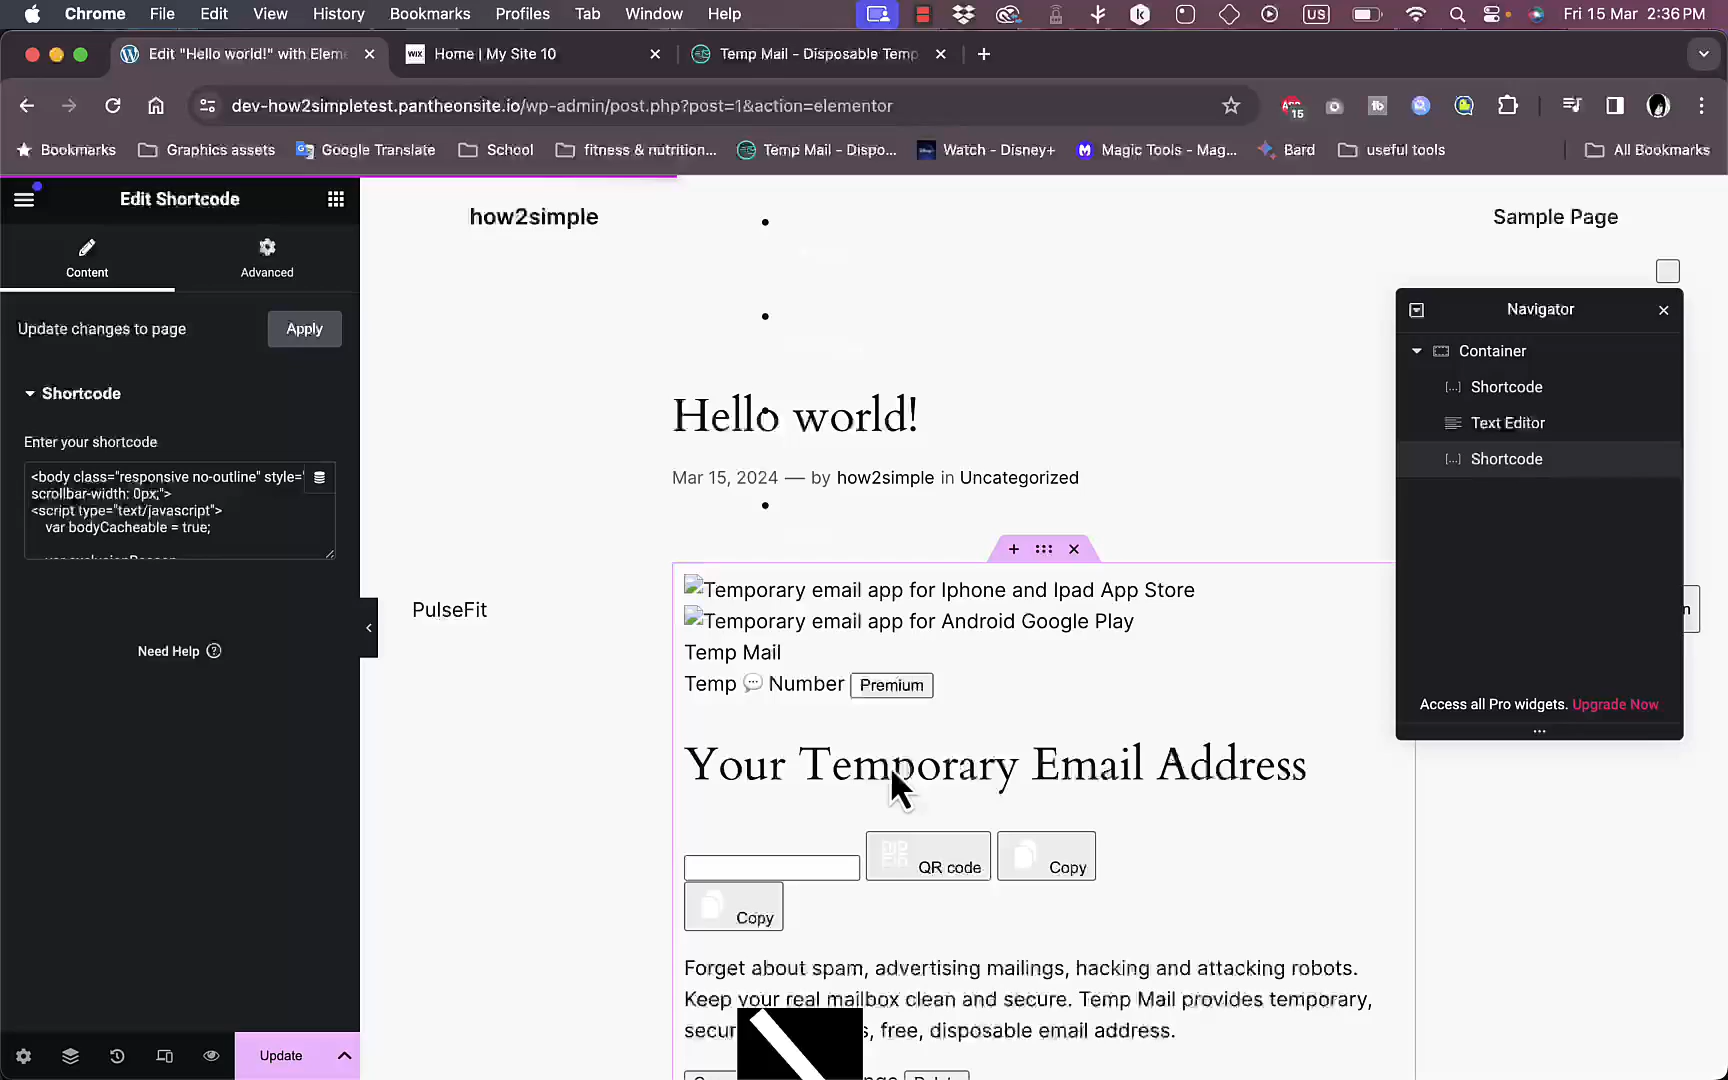 Chrome File Edit View History Bookmarks Profiles Tab Window Help US Fri 15 Mar 2:36 PM
Edit "Hello world!" with Eleme WIX Home | My Site 10 Temp Mail - Disposable Temp
dev-how2simpletest.pantheonsite.io/wp-admin/post.php?post=1&action=elementor 15
Bookmarks Graphics assets Google Translate School fitness & nutrition... Temp Mail - Dispo... Watch - Disney+ Magic Tools - Mag... Bard useful tools All Bookmarks
Edit Shortcode
Content Advanced
Update changes to page Apply
Shortcode
Enter your shortcode
<body class="responsive no-outline" style="
scrollbar-width: 0px;">
<script type="text/javascript">
var bodyCacheable = true;
Need Help
Update
how2simple
Sample Page
Hello world!
Mar 15, 2024 — by how2simple in Uncategorized
PulseFit
Temporary email app for Iphone and Ipad App Store
Temporary email app for Android Google Play
Temp Mail
Temp 💬 Number Premium
Your Temporary Email Address
QR code Copy
Copy
Forget about spam, advertising mailings, hacking and attacking robots.
Keep your real mailbox clean and secure. Temp Mail provides temporary,
secur s, free, disposable email address.
Navigator
Container
Shortcode
Text Editor
Shortcode
Access all Pro widgets. Upgrade Now